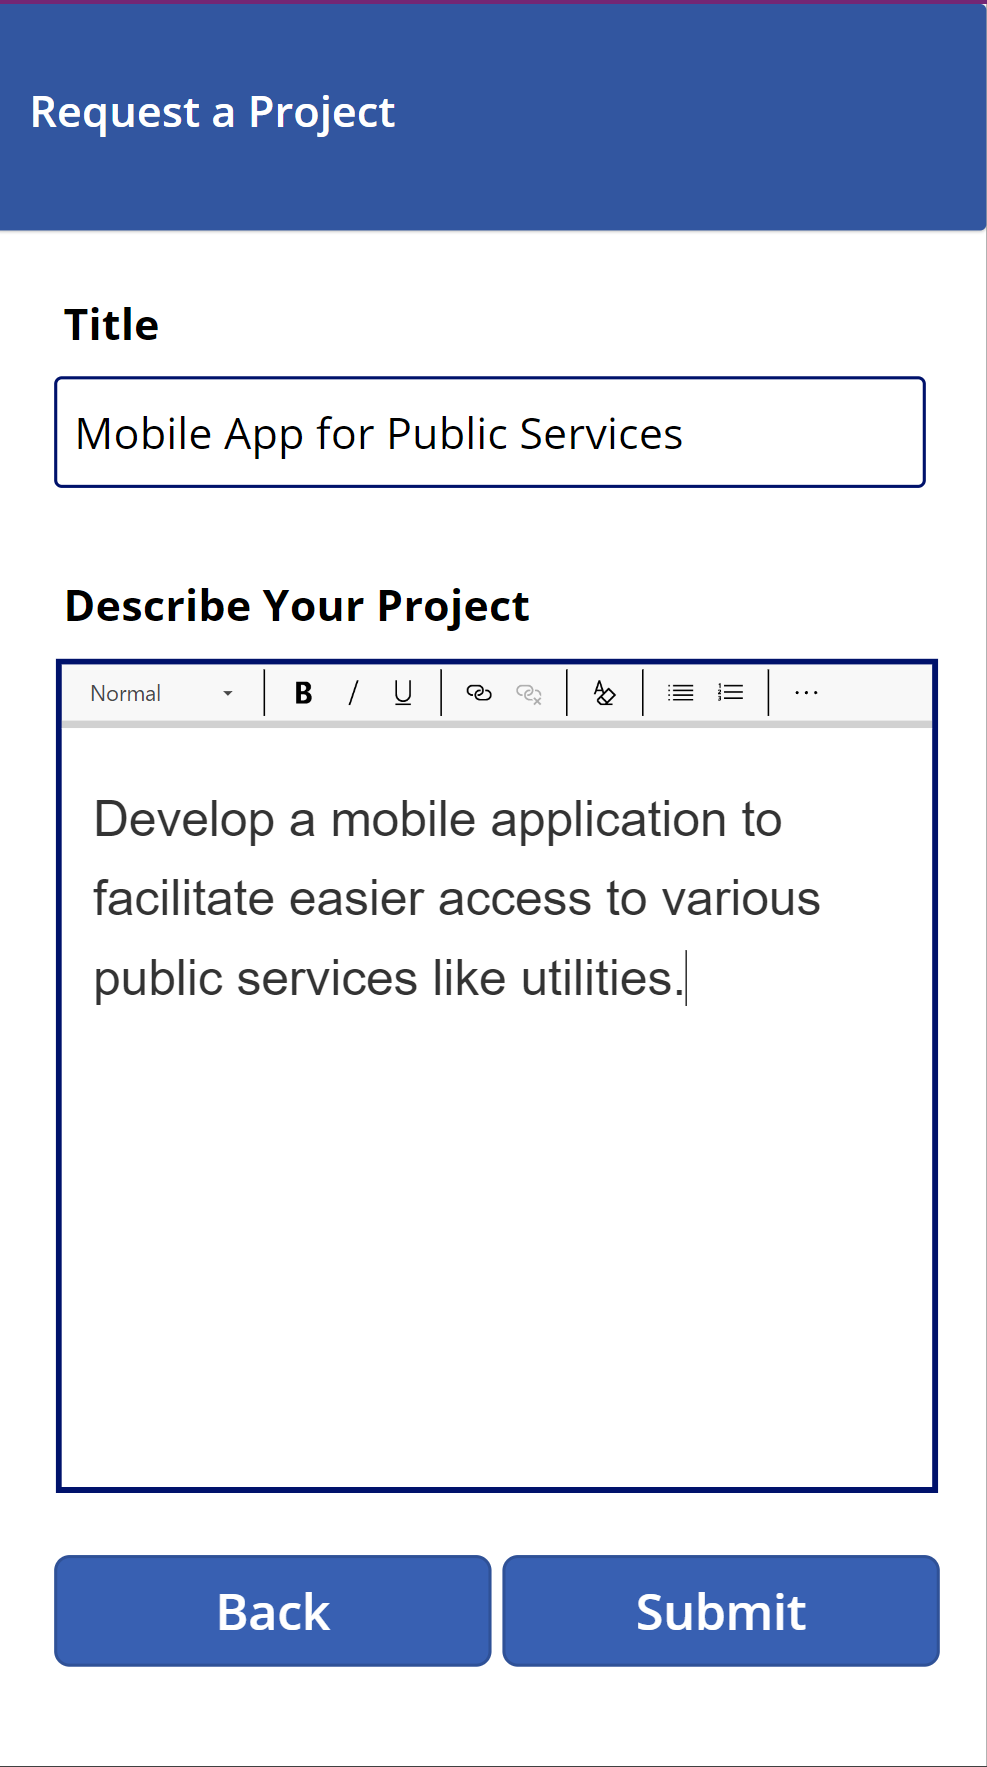 Request a Project
Title
Mobile App for Public Services
Describe Your Project
Normal
Develop a mobile application to
facilitate easier access to various
public services like utilities.
Back
Submit